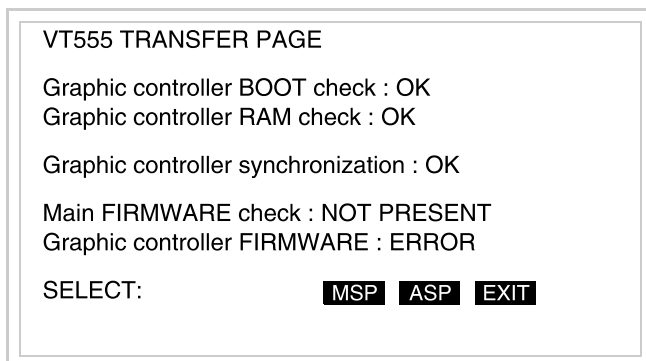 VT555 TRANSFER PAGE
Graphic controller BOOT check : OK
Graphic controller RAM check : OK
Graphic controller synchronization : OK
Main FIRMWARE check : NOT PRESENT
Graphic controller FIRMWARE : ERROR
SELECT: MSP ASP EXIT